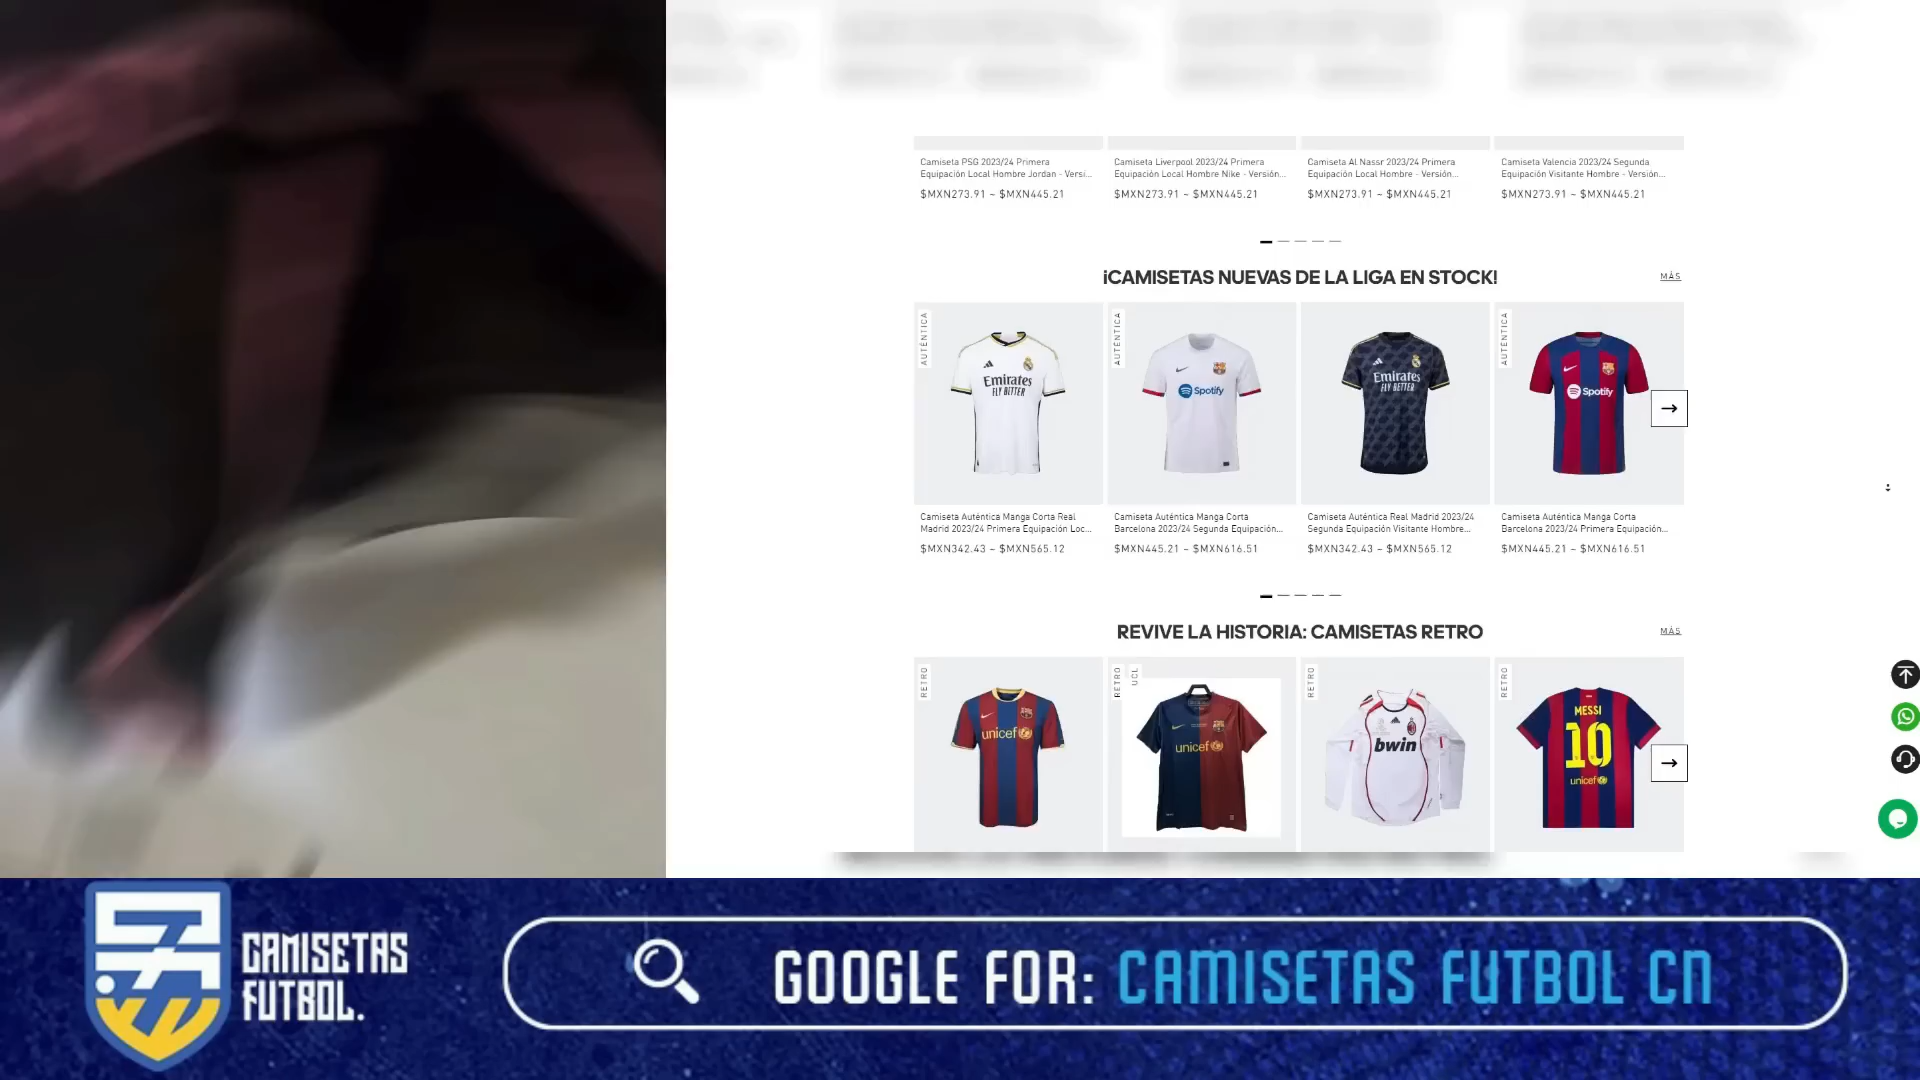 Camiseta PSG 2023/24 Primera
Equipación Local Hombre Jordan - Versi...
$MXN273.91 ~ $MXN445.21
Camiseta Liverpool 2023/24 Primera
Equipación Local Hombre Nike - Versión...
$MXN273.91 ~ $MXN445.21
Camiseta Al Nassr 2023/24 Primera
Equipación Local Hombre - Versión...
$MXN273.91 ~ $MXN445.21
Camiseta Valencia 2023/24 Segunda
Equipación Visitante Hombre - Versión...
$MXN273.91 ~ $MXN445.21
¡CAMISETAS NUEVAS DE LA LIGA EN STOCK!
MÁS
AUTÉNTICA
Emirates
FLY BETTER
AUTÉNTICA
Spotify
Emirates
FLY BETTER
AUTÉNTICA
Spotify
Camiseta Auténtica Manga Corta Real
Madrid 2023/24 Primera Equipación Loc...
$MXN342.43 ~ $MXN565.12
Camiseta Auténtica Manga Corta
Barcelona 2023/24 Segunda Equipación...
$MXN445.21 ~ $MXN616.51
Camiseta Auténtica Real Madrid 2023/24
Segunda Equipación Visitante Hombre...
$MXN342.43 ~ $MXN565.12
Camiseta Auténtica Manga Corta
Barcelona 2023/24 Primera Equipación...
$MXN445.21 ~ $MXN616.51
REVIVE LA HISTORIA: CAMISETAS RETRO
MÁS
RETRO
unicef
RETRO
UCL
unicef
RETRO
bwin
RETRO
MESSI
10
unicef
CAMISETAS
FUTBOL.
GOOGLE FOR: CAMISETAS FUTBOL CN